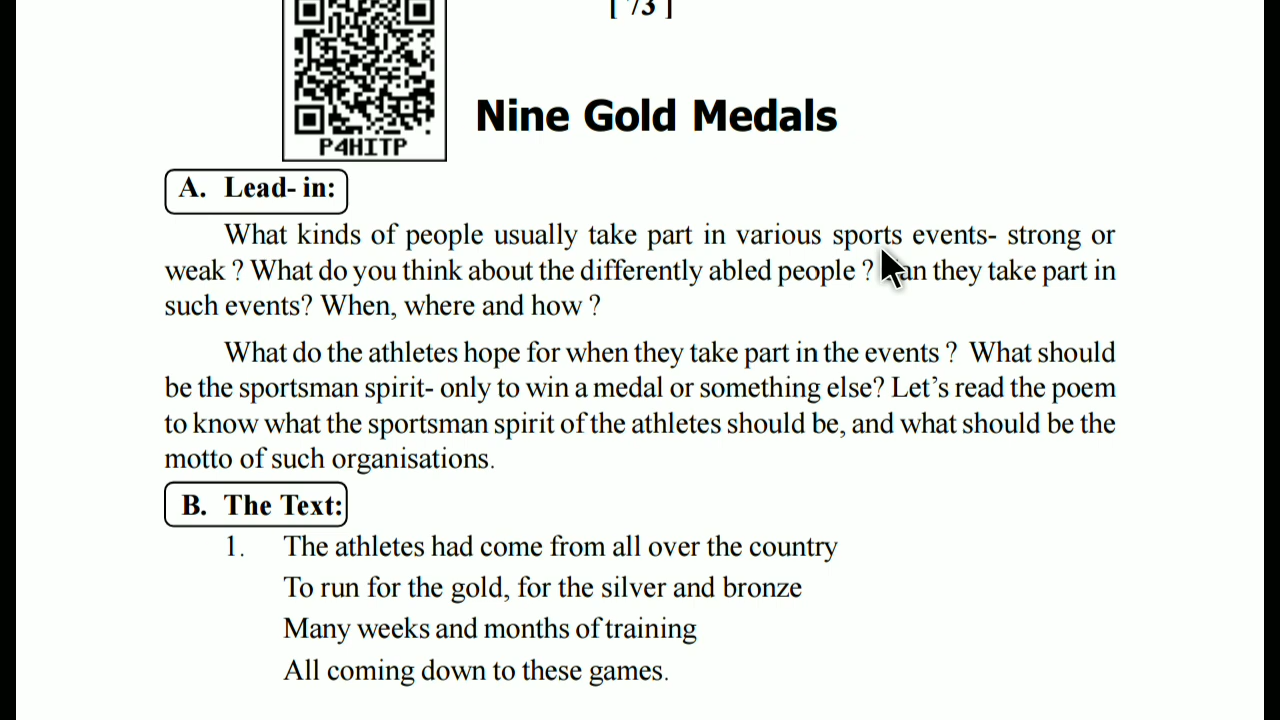 [ 73 ]
P4HITP
Nine Gold Medals
A. Lead- in:
What kinds of people usually take part in various sports events- strong or
weak ? What do you think about the differently abled people ? an they take part in
such events? When, where and how ?
What do the athletes hope for when they take part in the events ? What should
be the sportsman spirit- only to win a medal or something else? Let’s read the poem
to know what the sportsman spirit of the athletes should be, and what should be the
motto of such organisations.
B. The Text:
1. The athletes had come from all over the country
To run for the gold, for the silver and bronze
Many weeks and months of training
All coming down to these games.